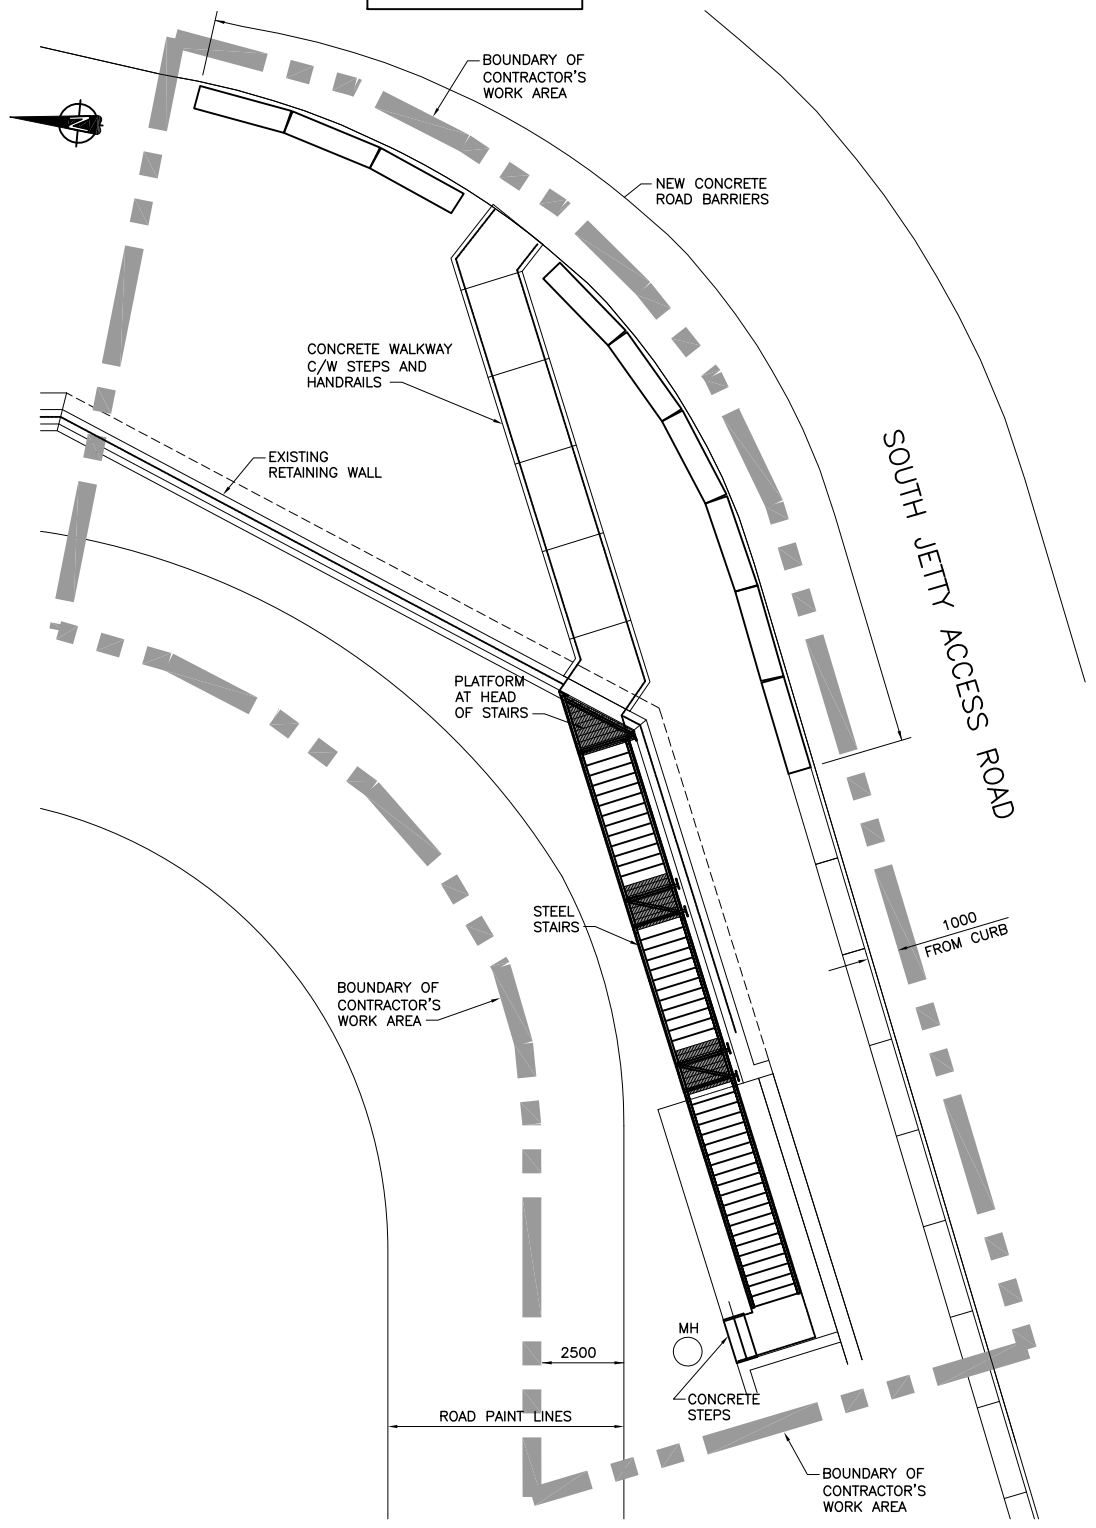 BOUNDARY OF
CONTRACTOR'S
WORK AREA
N
NEW CONCRETE
ROAD BARRIERS
CONCRETE WALKWAY
C/W STEPS AND
HANDRAILS
EXISTING
RETAINING WALL
SOUTH JETTY ACCESS ROAD
PLATFORM
AT HEAD
OF STAIRS
STEEL
STAIRS
1000
FROM CURB
BOUNDARY OF
CONTRACTOR'S
WORK AREA
MH
2500
CONCRETE
STEPS
ROAD PAINT LINES
BOUNDARY OF
CONTRACTOR'S
WORK AREA